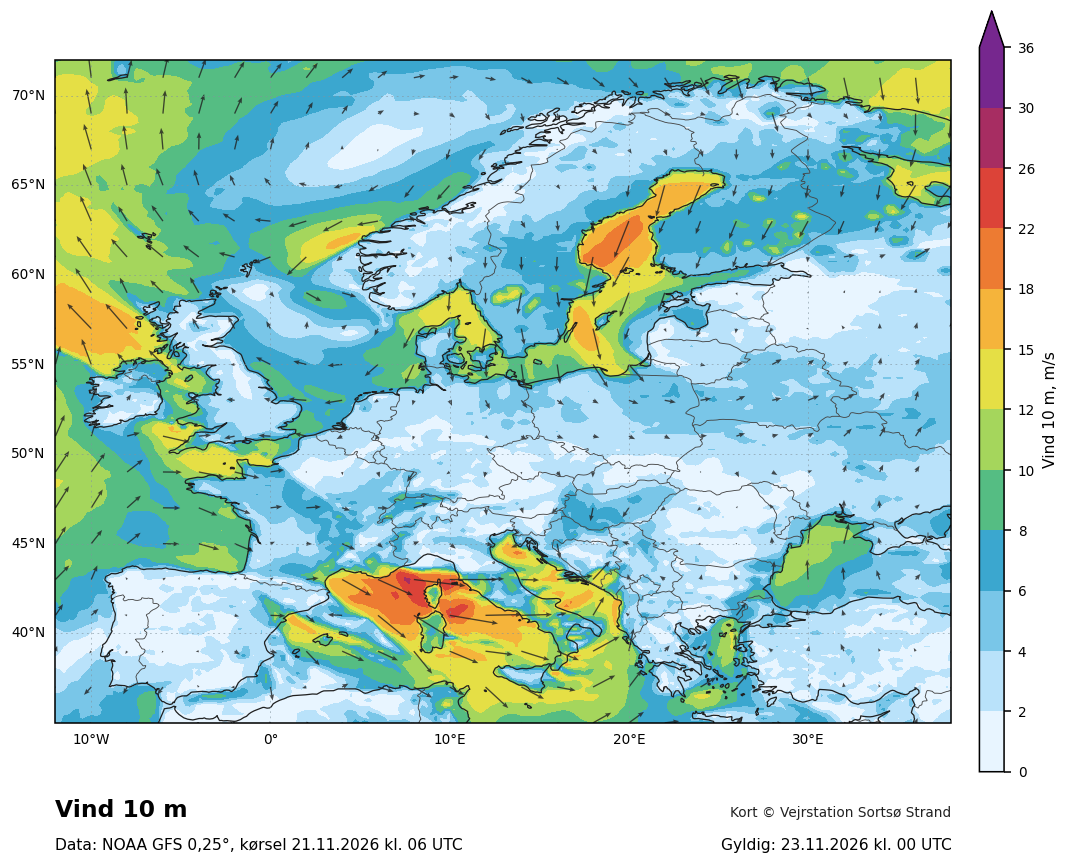 36
30
26
22
18
15
12
10
8
6
4
2
0
Vind 10 m, m/s
70°N
65°N
60°N
55°N
50°N
45°N
40°N
10°W
0°
10°E
20°E
30°E
Vind 10 m
Kort © Vejrstation Sortsø Strand
Data: NOAA GFS 0,25°, kørsel 21.11.2026 kl. 06 UTC
Gyldig: 23.11.2026 kl. 00 UTC